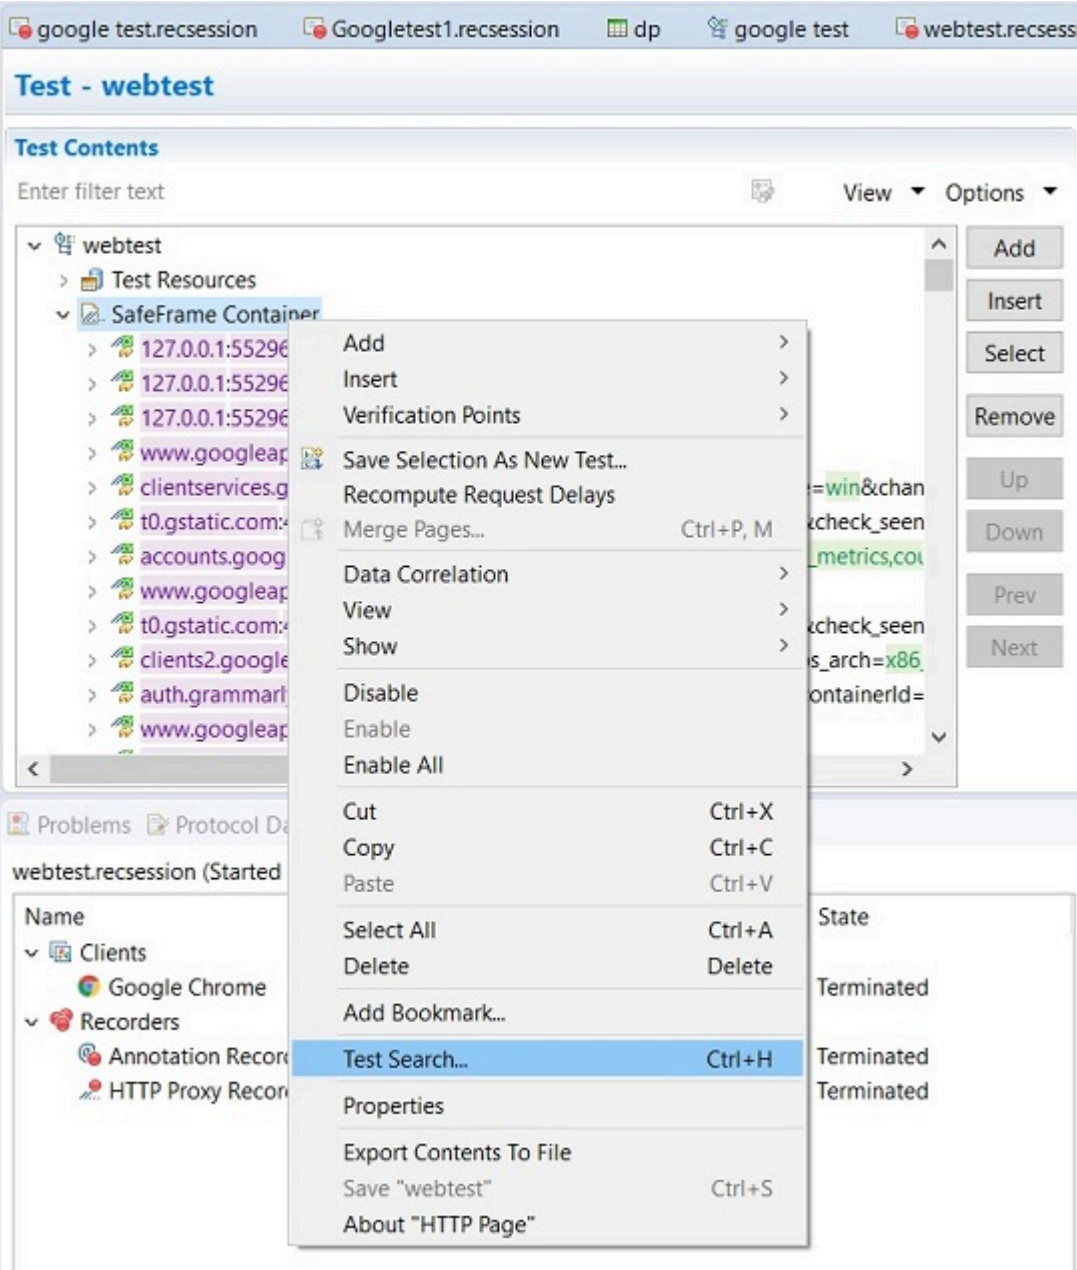 google test.recsession Googletest1.recsession dp google test webtest.recsess
Test - webtest
Test Contents
Enter filter text View Options
webtest Add
Test Resources
SafeFrame Container Insert
127.0.0.1:55296 Select
127.0.0.1:55296
127.0.0.1:55296 Remove
www.googleap
clientservices.g =win&chan Up
t0.gstatic.com: &check_seen Down
accounts.goog _metrics,cou
www.googleap Prev
t0.gstatic.com: &check_seen
clients2.google s_arch=x86_ Next
auth.grammarl ontainerId=
www.googleap
Add
Insert
Verification Points
Save Selection As New Test...
Recompute Request Delays
Merge Pages... Ctrl+P, M
Data Correlation
View
Show
Disable
Enable
Enable All
Cut Ctrl+X
Copy Ctrl+C
Paste Ctrl+V
Select All Ctrl+A
Delete Delete
Add Bookmark...
Test Search... Ctrl+H
Properties
Export Contents To File
Save "webtest" Ctrl+S
About "HTTP Page"
Problems Protocol Da
webtest.recsession (Started
Name State
Clients
Google Chrome Terminated
Recorders
Annotation Recor Terminated
HTTP Proxy Recor Terminated